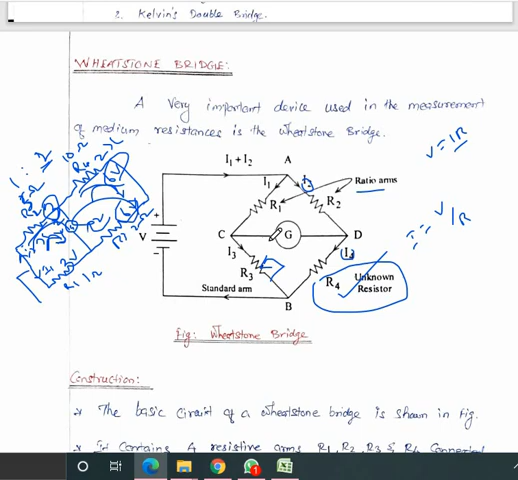 2. Kelvin's Double Bridge.
WHEATSTONE BRIDGE:
A Very important device used in the measurement
of medium resistances is the Wheatstone Bridge.
V=IR
V/R
I1 + I2
A
I1
I2
Ratio arms
R1
R2
V
C
G
D
I3
I4
R3
R4
Unknown
Resistor
Standard arm
B
Fig: Wheatstone Bridge
Construction:
* The basic Circuit of a Wheatstone bridge is shown in Fig.
* It Contains 4 resistive arms R1, R2, R3 & R4 Connected